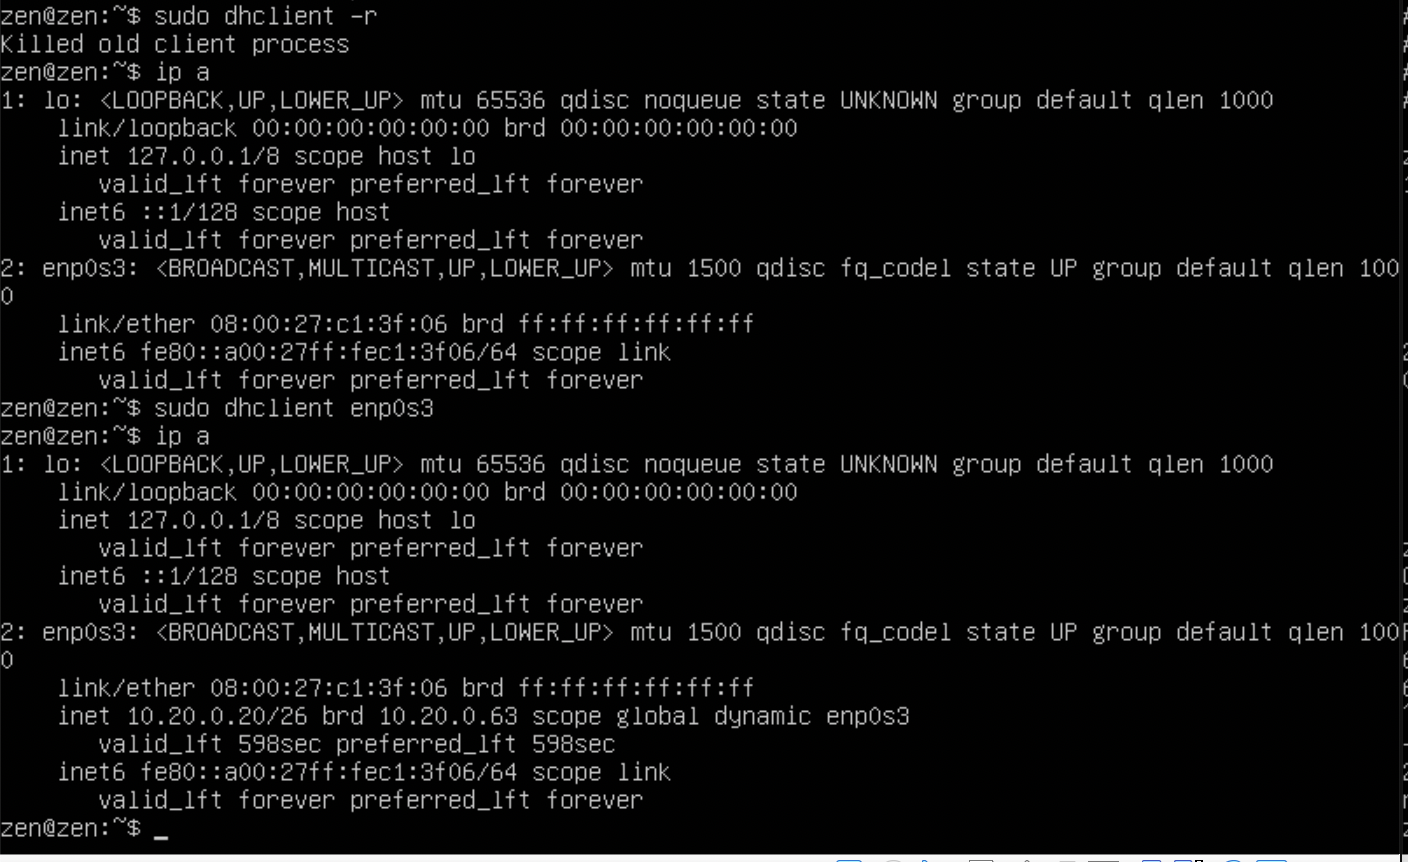 zen@zen:~$ sudo dhclient -r
Killed old client process
zen@zen:~$ ip a
1: lo: <LOOPBACK,UP,LOWER_UP> mtu 65536 qdisc noqueue state UNKNOWN group default qlen 1000
    link/loopback 00:00:00:00:00:00 brd 00:00:00:00:00:00
    inet 127.0.0.1/8 scope host lo
       valid_lft forever preferred_lft forever
    inet6 ::1/128 scope host
       valid_lft forever preferred_lft forever
2: enp0s3: <BROADCAST,MULTICAST,UP,LOWER_UP> mtu 1500 qdisc fq_codel state UP group default qlen 100
0
    link/ether 08:00:27:c1:3f:06 brd ff:ff:ff:ff:ff:ff
    inet6 fe80::a00:27ff:fec1:3f06/64 scope link
       valid_lft forever preferred_lft forever
zen@zen:~$ sudo dhclient enp0s3
zen@zen:~$ ip a
1: lo: <LOOPBACK,UP,LOWER_UP> mtu 65536 qdisc noqueue state UNKNOWN group default qlen 1000
    link/loopback 00:00:00:00:00:00 brd 00:00:00:00:00:00
    inet 127.0.0.1/8 scope host lo
       valid_lft forever preferred_lft forever
    inet6 ::1/128 scope host
       valid_lft forever preferred_lft forever
2: enp0s3: <BROADCAST,MULTICAST,UP,LOWER_UP> mtu 1500 qdisc fq_codel state UP group default qlen 100
0
    link/ether 08:00:27:c1:3f:06 brd ff:ff:ff:ff:ff:ff
    inet 10.20.0.20/26 brd 10.20.0.63 scope global dynamic enp0s3
       valid_lft 598sec preferred_lft 598sec
    inet6 fe80::a00:27ff:fec1:3f06/64 scope link
       valid_lft forever preferred_lft forever
zen@zen:~$ _